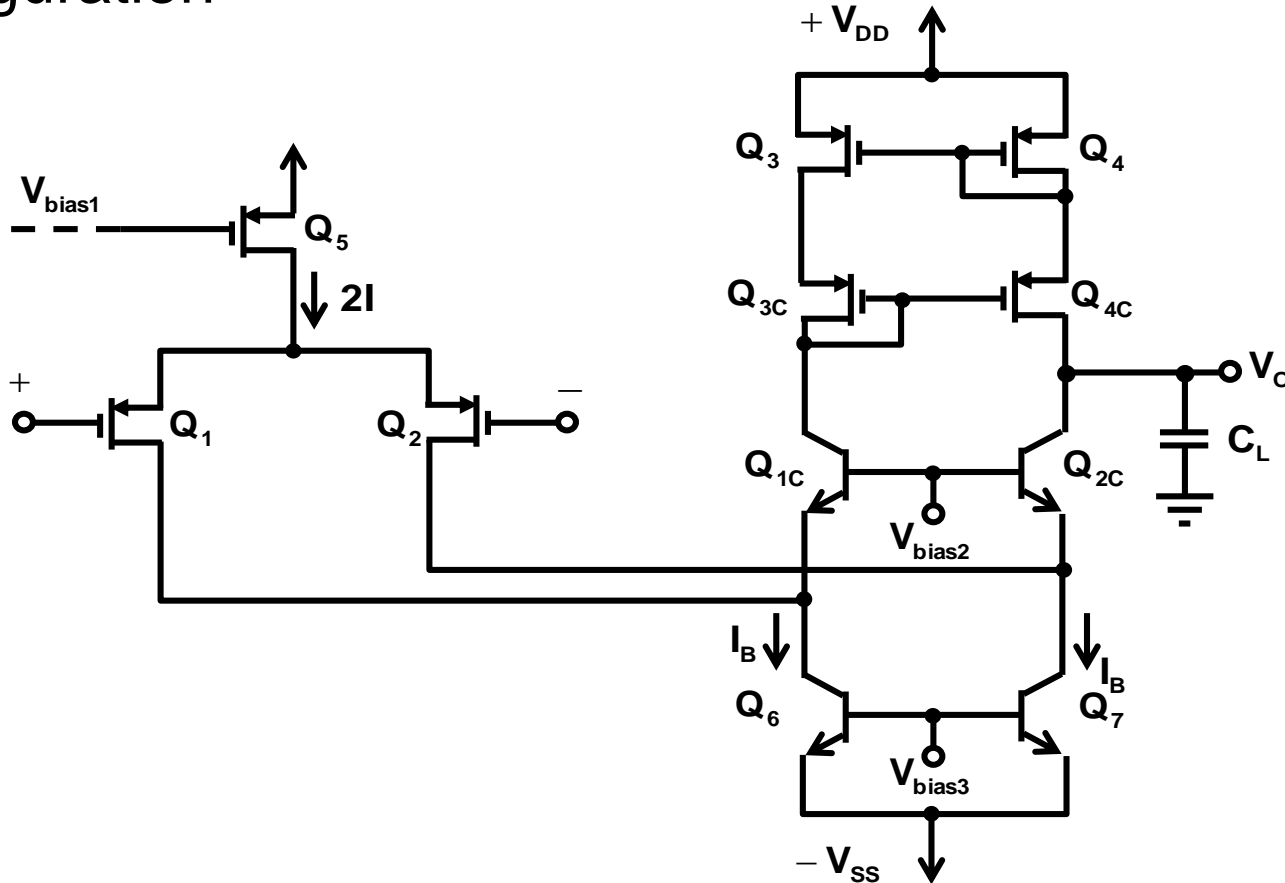 guration
+ V_DD
Q_3
Q_4
V_bias1
Q_5
2I
Q_3C
Q_4C
+
Q_1
Q_2
−
V_O
C_L
Q_1C
Q_2C
V_bias2
I_B
I_B
Q_6
Q_7
V_bias3
− V_SS